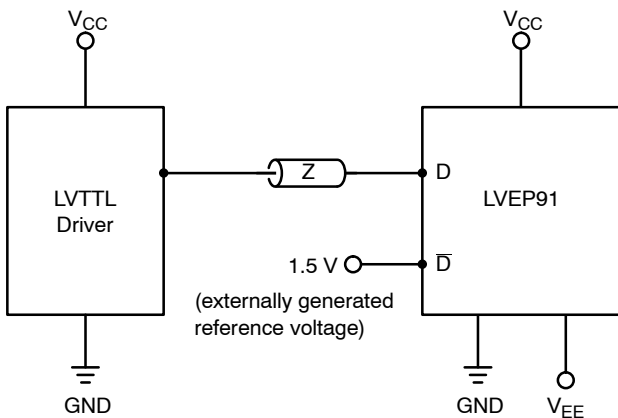 VCC
VCC
LVTTL
Driver
Z
D
LVEP91
1.5 V
D̅
(externally generated
reference voltage)
GND
GND
VEE